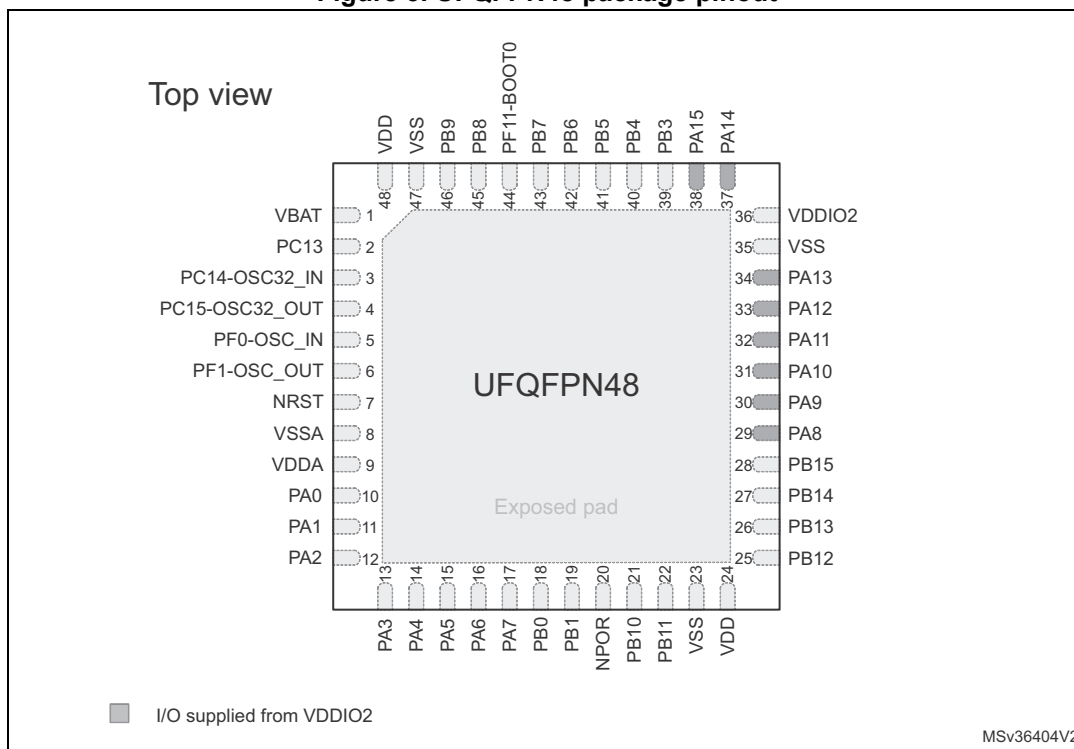 Top view
VDD
VSS
PB9
PB8
PF11-BOOT0
PB7
PB6
PB5
PB4
PB3
PA15
PA14
48
47
46
45
44
43
42
41
40
39
38
37
VBAT 1
PC13 2
PC14-OSC32_IN 3
PC15-OSC32_OUT 4
PF0-OSC_IN 5
PF1-OSC_OUT 6
NRST 7
VSSA 8
VDDA 9
PA0 10
PA1 11
PA2 12
36 VDDIO2
35 VSS
34 PA13
33 PA12
32 PA11
31 PA10
30 PA9
29 PA8
28 PB15
27 PB14
26 PB13
25 PB12
UFQFPN48
Exposed pad
13
14
15
16
17
18
19
20
21
22
23
24
PA3
PA4
PA5
PA6
PA7
PB0
PB1
NPOR
PB10
PB11
VSS
VDD
I/O supplied from VDDIO2
MSv36404V2